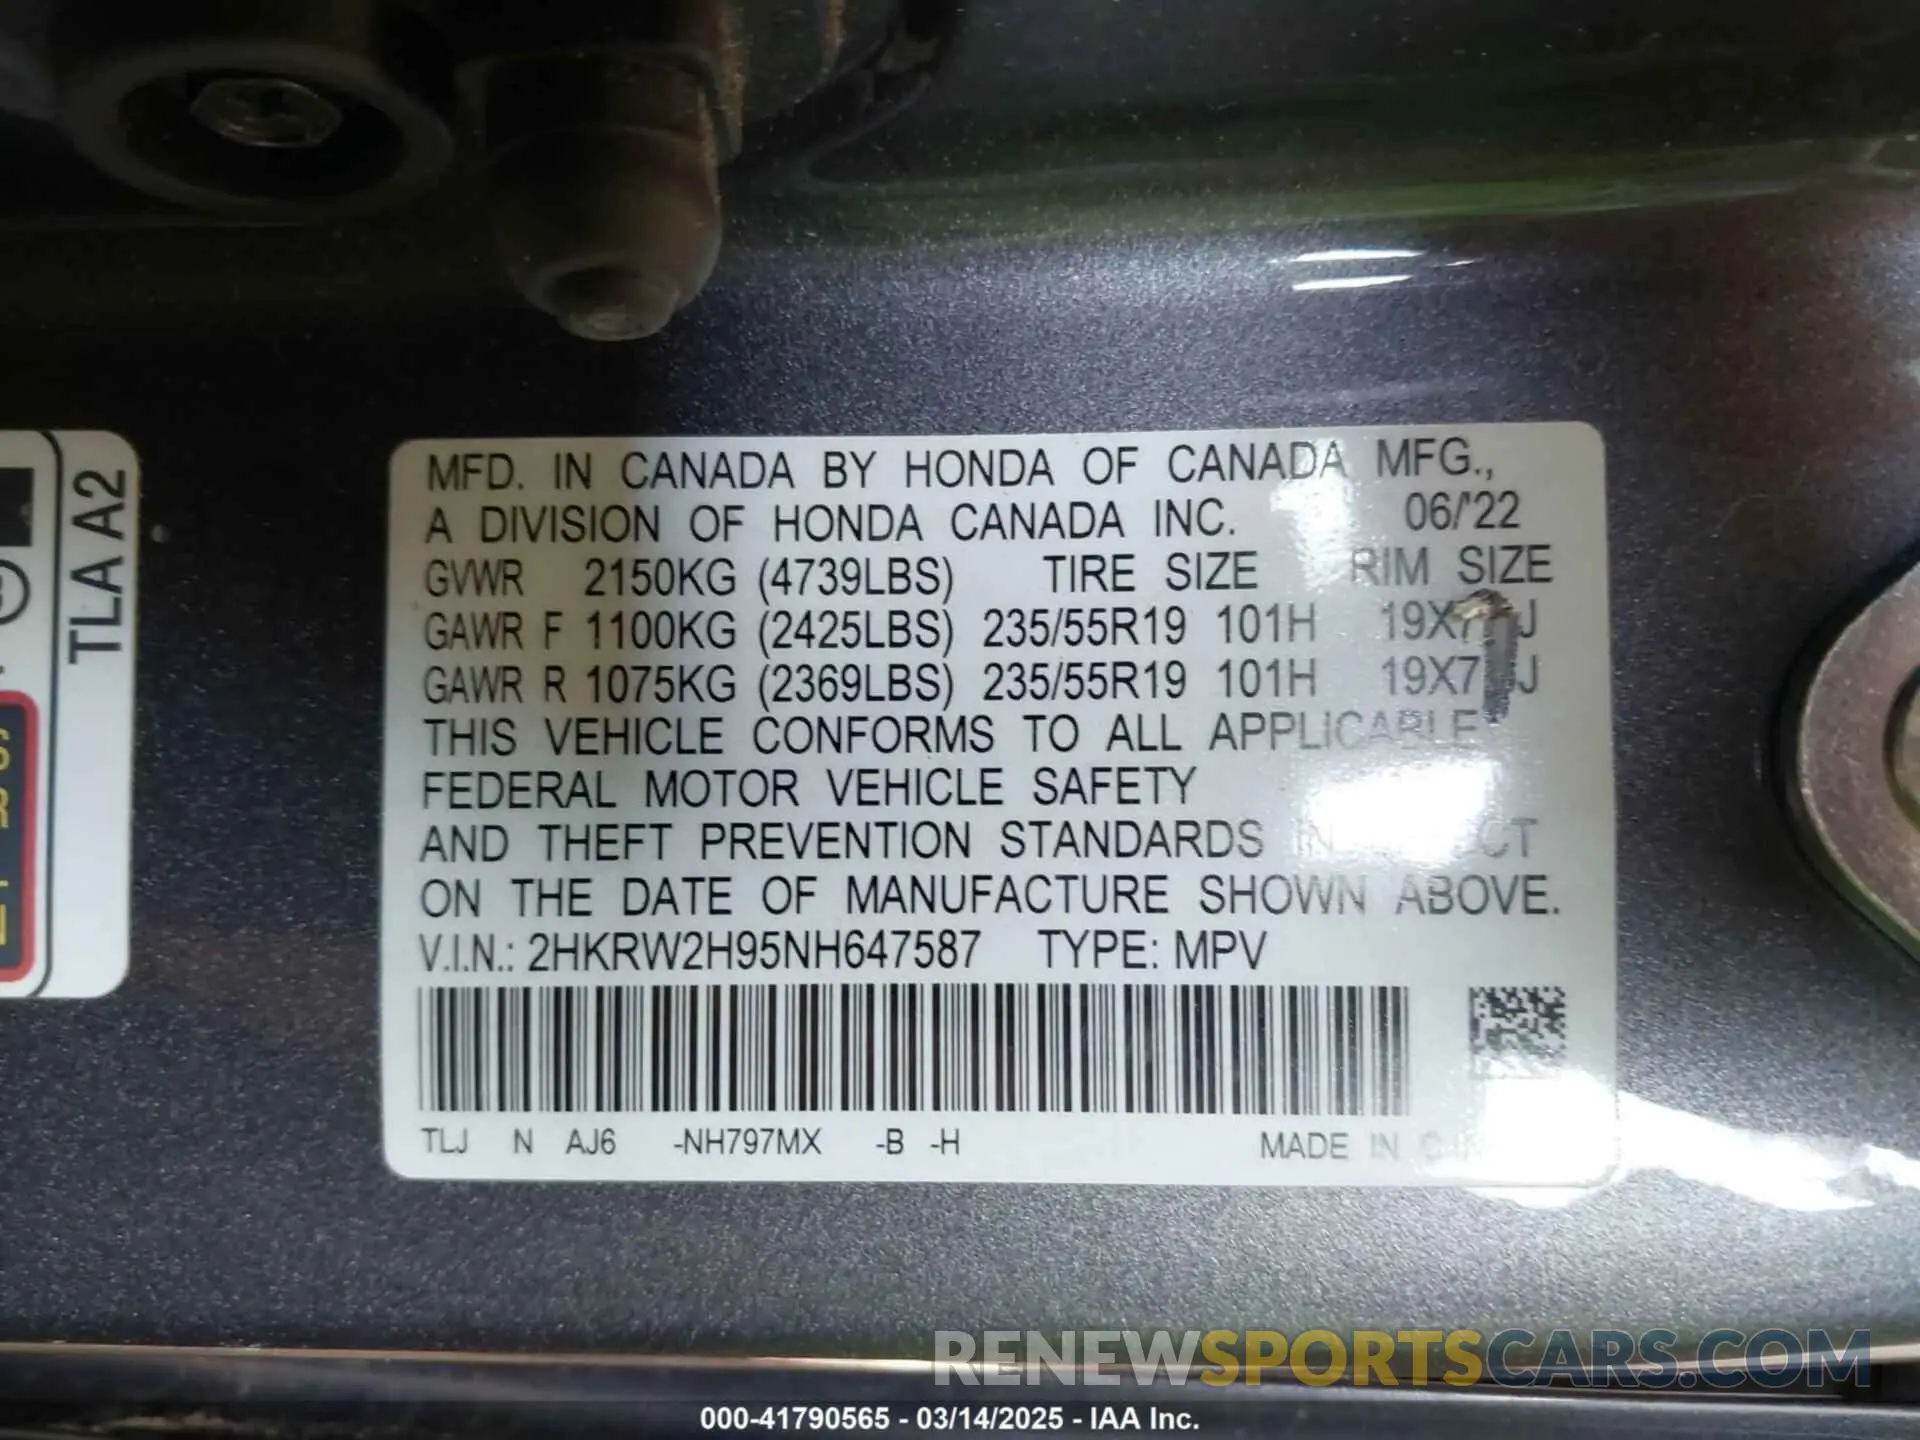 MFD. IN CANADA BY HONDA OF CANADA MFG.,
A DIVISION OF HONDA CANADA INC. 06/'22
GVWR 2150KG (4739LBS) TIRE SIZE RIM SIZE
GAWR F 1100KG (2425LBS) 235/55R19 101H
GAWR R 1075KG (2369LBS) 235/55R19 101H
THIS VEHICLE CONFORMS TO ALL APPLICABLE
FEDERAL MOTOR VEHICLE SAFETY
AND THEFT PREVENTION STANDARDS
ON THE DATE OF MANUFACTURE SHOWN ABOVE.
V.I.N.: 2HKRW2H95NH647587 TYPE: MPV
TLJ N AJ6 -NH797MX -B -H MADE IN
TLA A2
RENEWSPORTSCARS.COM
000-41790565 - 03/14/2025 - IAA Inc.